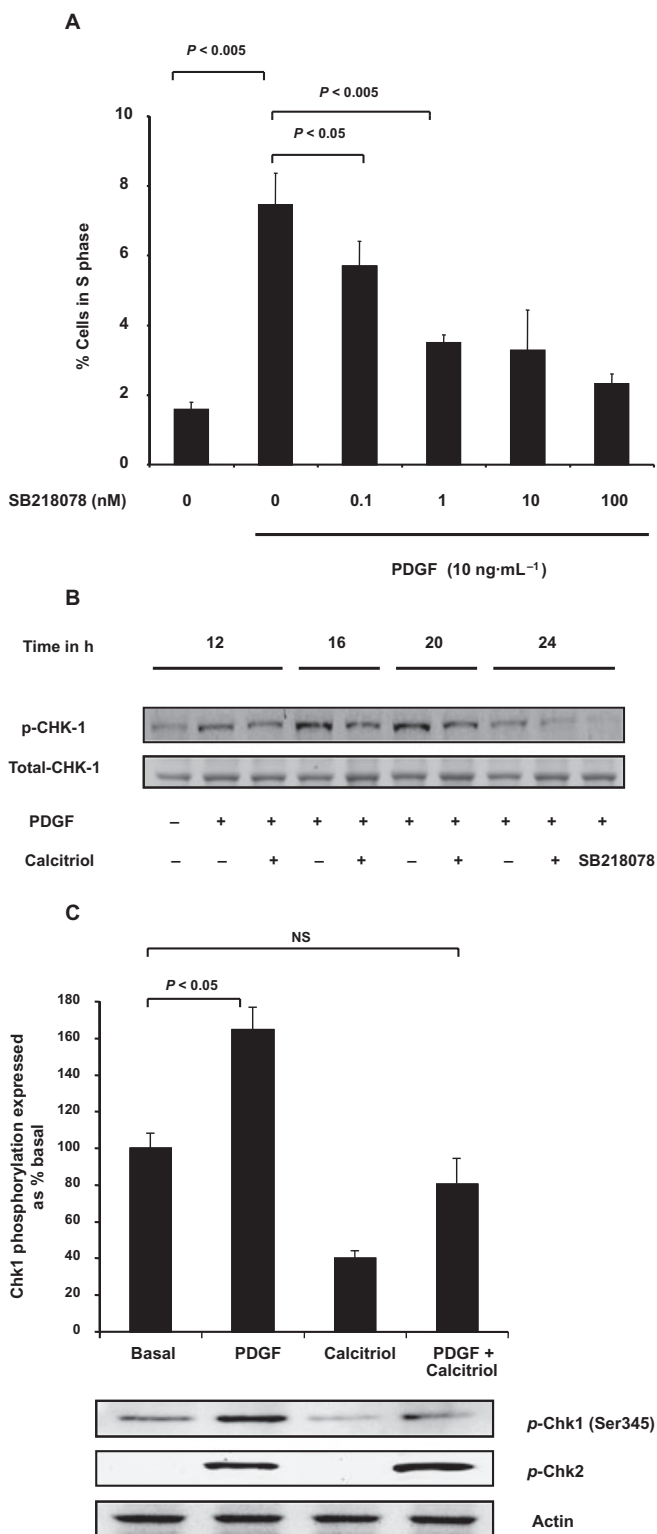 A
P < 0.005
P < 0.005
P < 0.05
10
8
6
4
2
0
% Cells in S phase
SB218078 (nM) 0 0 0.1 1 10 100
PDGF (10 ng·mL⁻¹)
B
Time in h 12 16 20 24
p-CHK-1
Total-CHK-1
PDGF – + + + + + + + + +
Calcitriol – – + – + – + – + SB218078
C
NS
P < 0.05
180
160
140
120
100
80
60
40
20
0
Chk1 phosphorylation expressed
as % basal
Basal PDGF Calcitriol PDGF +
Calcitriol
p-Chk1 (Ser345)
p-Chk2
Actin